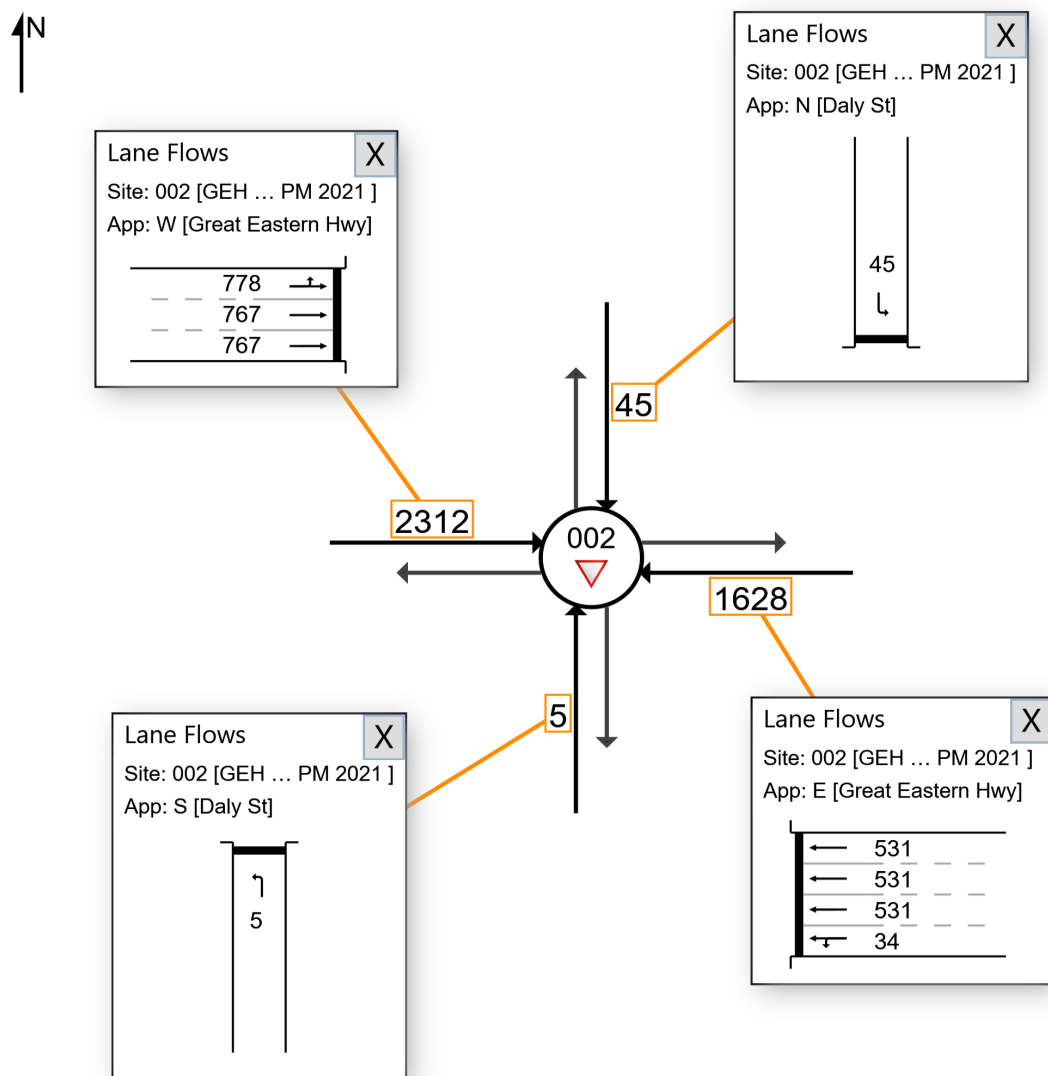 N
Lane Flows X
Site: 002 [GEH ... PM 2021 ]
App: N [Daly St]
45
Lane Flows X
Site: 002 [GEH ... PM 2021 ]
App: W [Great Eastern Hwy]
778
767
767
45
2312
002
1628
5
Lane Flows X
Site: 002 [GEH ... PM 2021 ]
App: S [Daly St]
5
Lane Flows X
Site: 002 [GEH ... PM 2021 ]
App: E [Great Eastern Hwy]
531
531
531
34